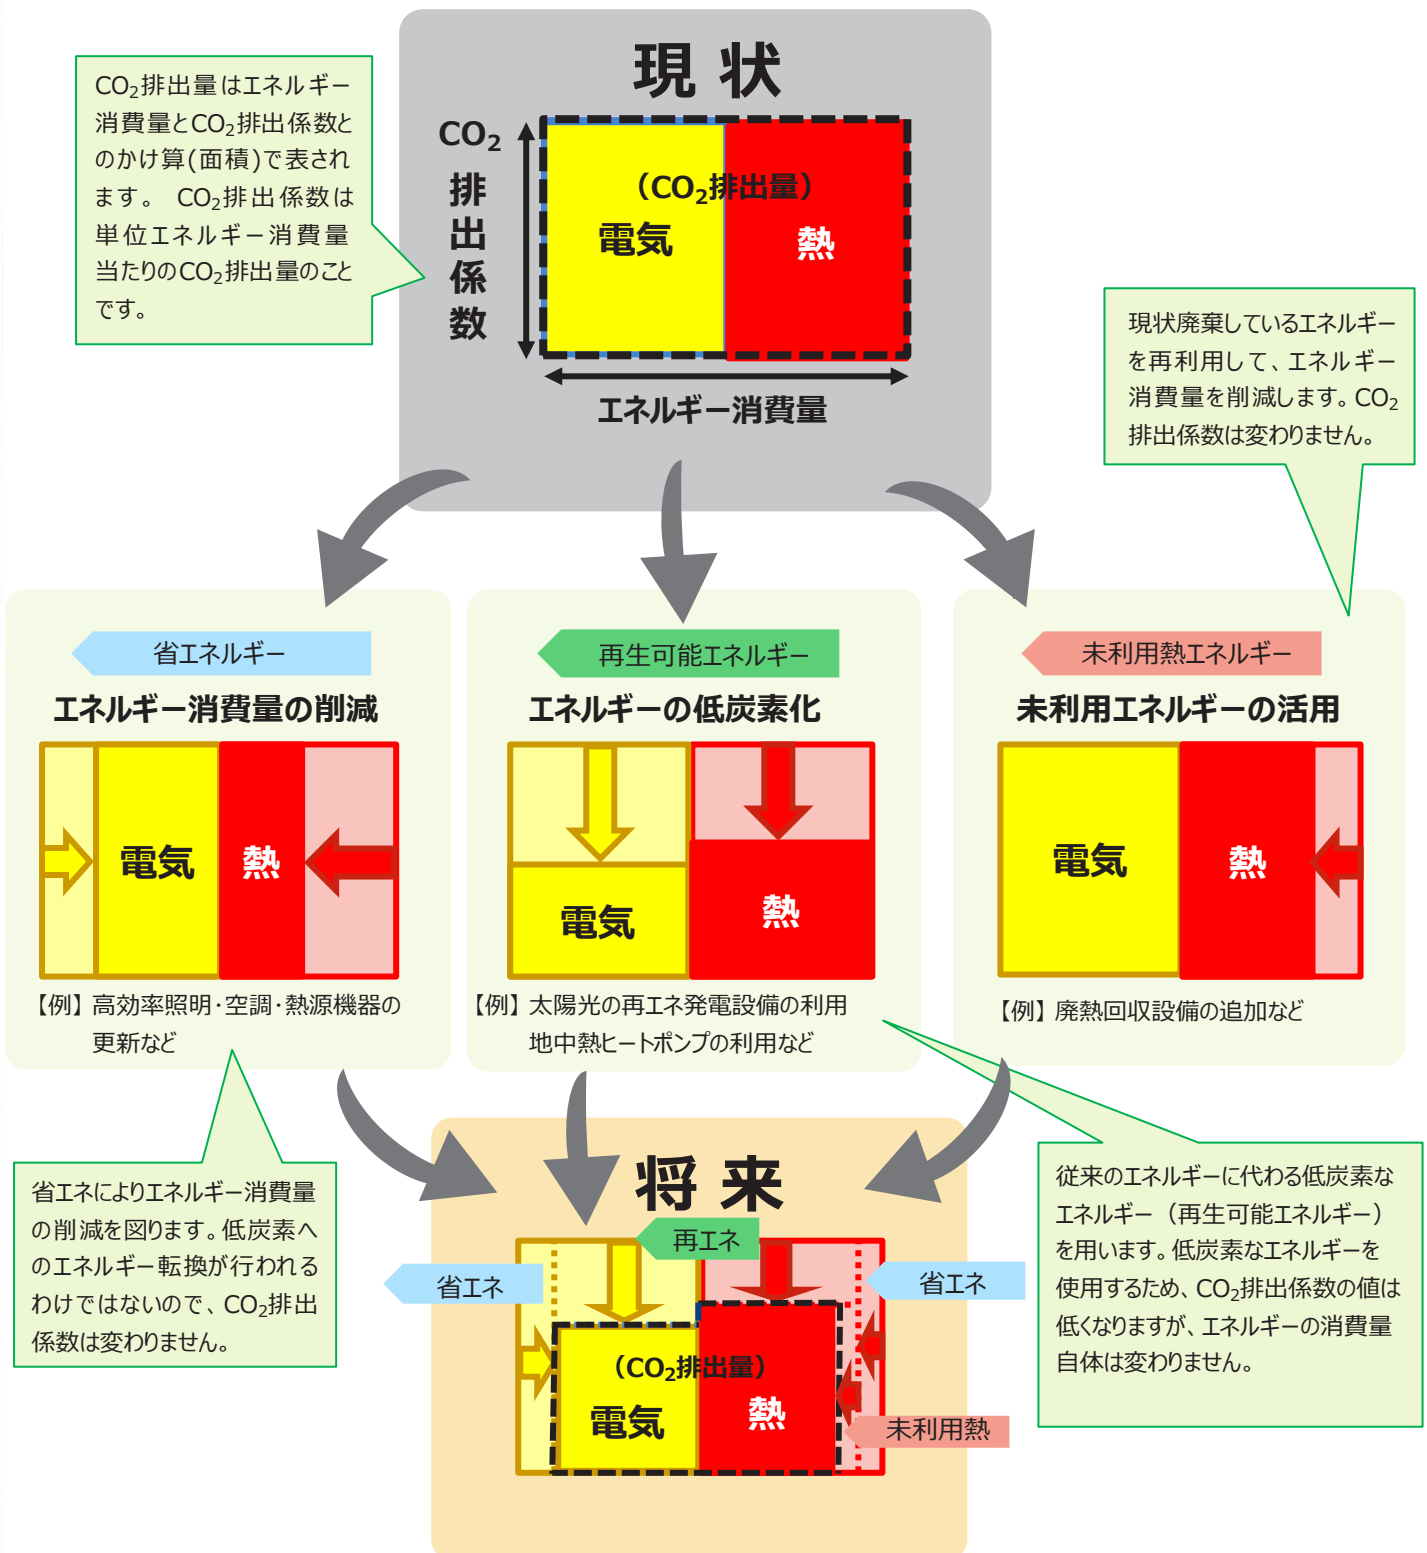 現 状
CO₂排出量はエネルギー
消費量とCO₂排出係数と
のかけ算(面積)で表され
ます。 CO₂排出係数は
単位エネルギー消費量
当たりのCO₂排出量のこと
です。
CO₂
排
出
係
数
（CO₂排出量）
電気
熱
エネルギー消費量
現状廃棄しているエネルギー
を再利用して、エネルギー
消費量を削減します。CO₂
排出係数は変わりません。
省エネルギー
エネルギー消費量の削減
電気
熱
【例】高効率照明･空調･熱源機器の
更新など
再生可能エネルギー
エネルギーの低炭素化
電気
熱
【例】太陽光の再エネ発電設備の利用
地中熱ヒートポンプの利用など
未利用熱エネルギー
未利用エネルギーの活用
電気
熱
【例】廃熱回収設備の追加など
省エネによりエネルギー消費量
の削減を図ります。低炭素へ
のエネルギー転換が行われる
わけではないので、CO₂排出
係数は変わりません。
将 来
再エネ
省エネ
省エネ
（CO₂排出量）
電気
熱
未利用熱
従来のエネルギーに代わる低炭素な
エネルギー（再生可能エネルギー）
を用います。低炭素なエネルギーを
使用するため、CO₂排出係数の値は
低くなりますが、エネルギーの消費量
自体は変わりません。